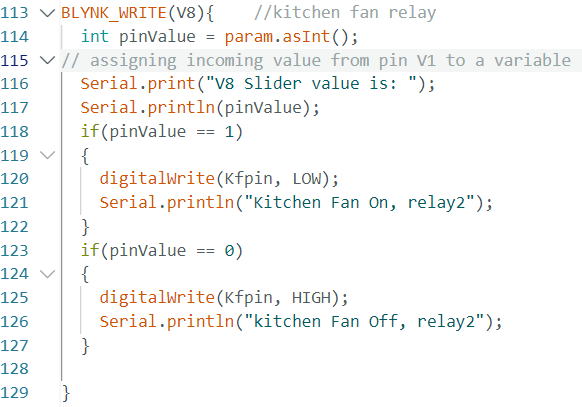 113 BLYNK_WRITE(V8){    //kitchen fan relay
114   int pinValue = param.asInt();
115 // assigning incoming value from pin V1 to a variable
116   Serial.print("V8 Slider value is: ");
117   Serial.println(pinValue);
118   if(pinValue == 1)
119   {
120     digitalWrite(Kfpin, LOW);
121     Serial.println("Kitchen Fan On, relay2");
122   }
123   if(pinValue == 0)
124   {
125     digitalWrite(Kfpin, HIGH);
126     Serial.println("kitchen Fan Off, relay2");
127   }
128
129 }